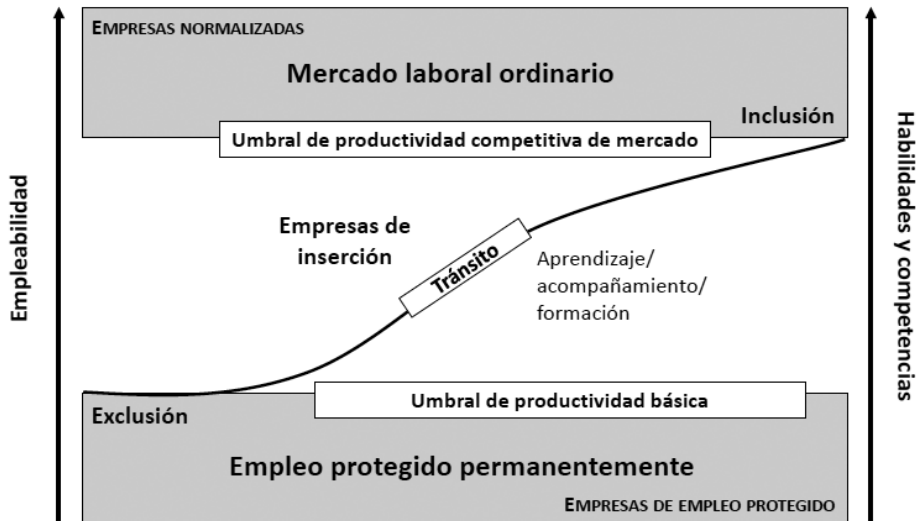 EMPRESAS NORMALIZADAS
Mercado laboral ordinario
Inclusión
Umbral de productividad competitiva de mercado
Empleabilidad
Habilidades y competencias
Empresas de
inserción
Tránsito
Aprendizaje/
acompañamiento/
formación
Umbral de productividad básica
Exclusión
Empleo protegido permanentemente
EMPRESAS DE EMPLEO PROTEGIDO